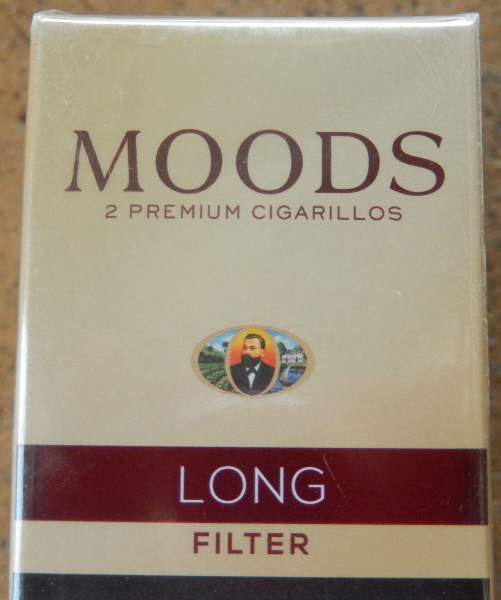 MOODS
2 PREMIUM CIGARILLOS
LONG
FILTER